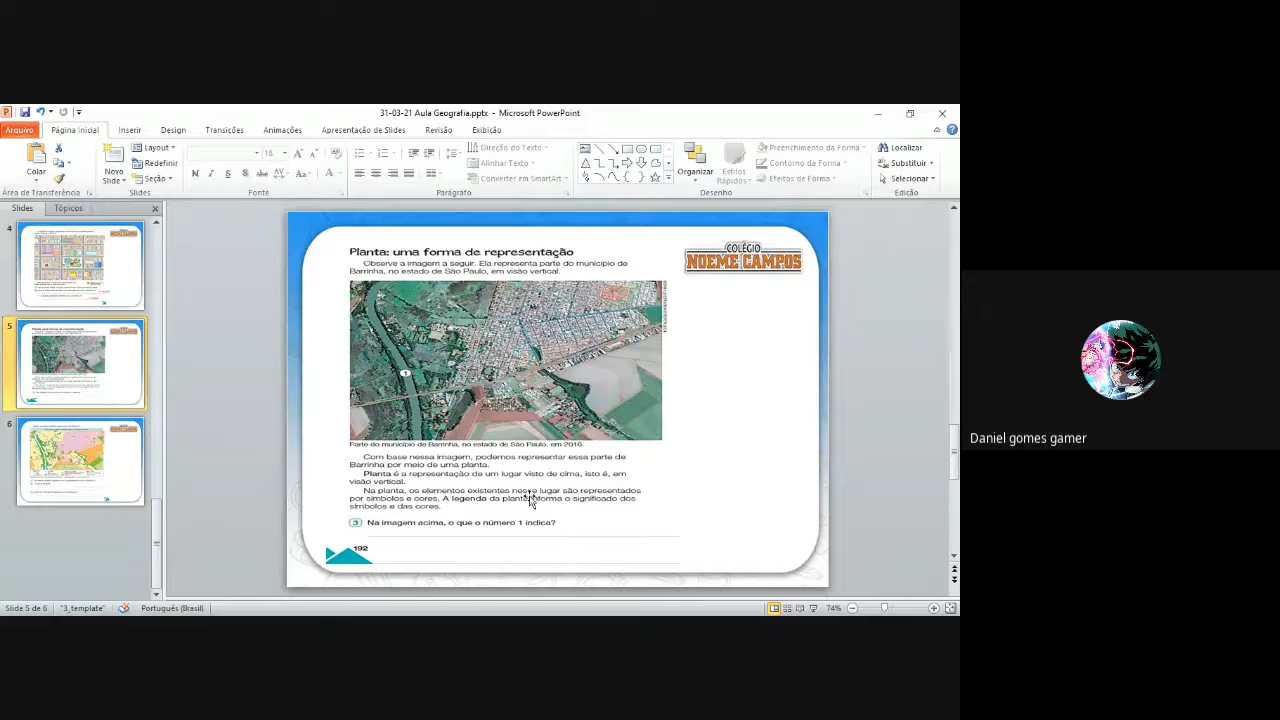 31-03-21 Aula Geografia.pptx - Microsoft PowerPoint
Arquivo Página Inicial Inserir Design Transições Animações Apresentação de Slides Revisão Exibição
Colar
Área de Transferência
Novo Slide
Layout
Redefinir
Seção
Slides
18
N I S S abc AV Aa A
Fonte
Direção do Texto
Alinhar Texto
Converter em SmartArt
Parágrafo
Organizar
Estilos Rápidos
Preenchimento da Forma
Contorno da Forma
Efeitos de Forma
Desenho
Localizar
Substituir
Selecionar
Edição
Slides Tópicos
4
5
6
Planta: uma forma de representação
COLÉGIO
NOEME CAMPOS
Observe a imagem a seguir. Ela representa parte do município de
Barrinha, no estado de São Paulo, em visão vertical.
1
Parte do município de Barrinha, no estado de São Paulo, em 2016.
Com base nessa imagem, podemos representar essa parte de
Barrinha por meio de uma planta.
Planta é a representação de um lugar visto de cima, isto é, em
visão vertical.
Na planta, os elementos existentes nesse lugar são representados
por símbolos e cores. A legenda da planta informa o significado dos
símbolos e das cores.
3 Na imagem acima, o que o número 1 indica?
192
Slide 5 de 6 "3_template" Português (Brasil) 74%
Daniel gomes gamer